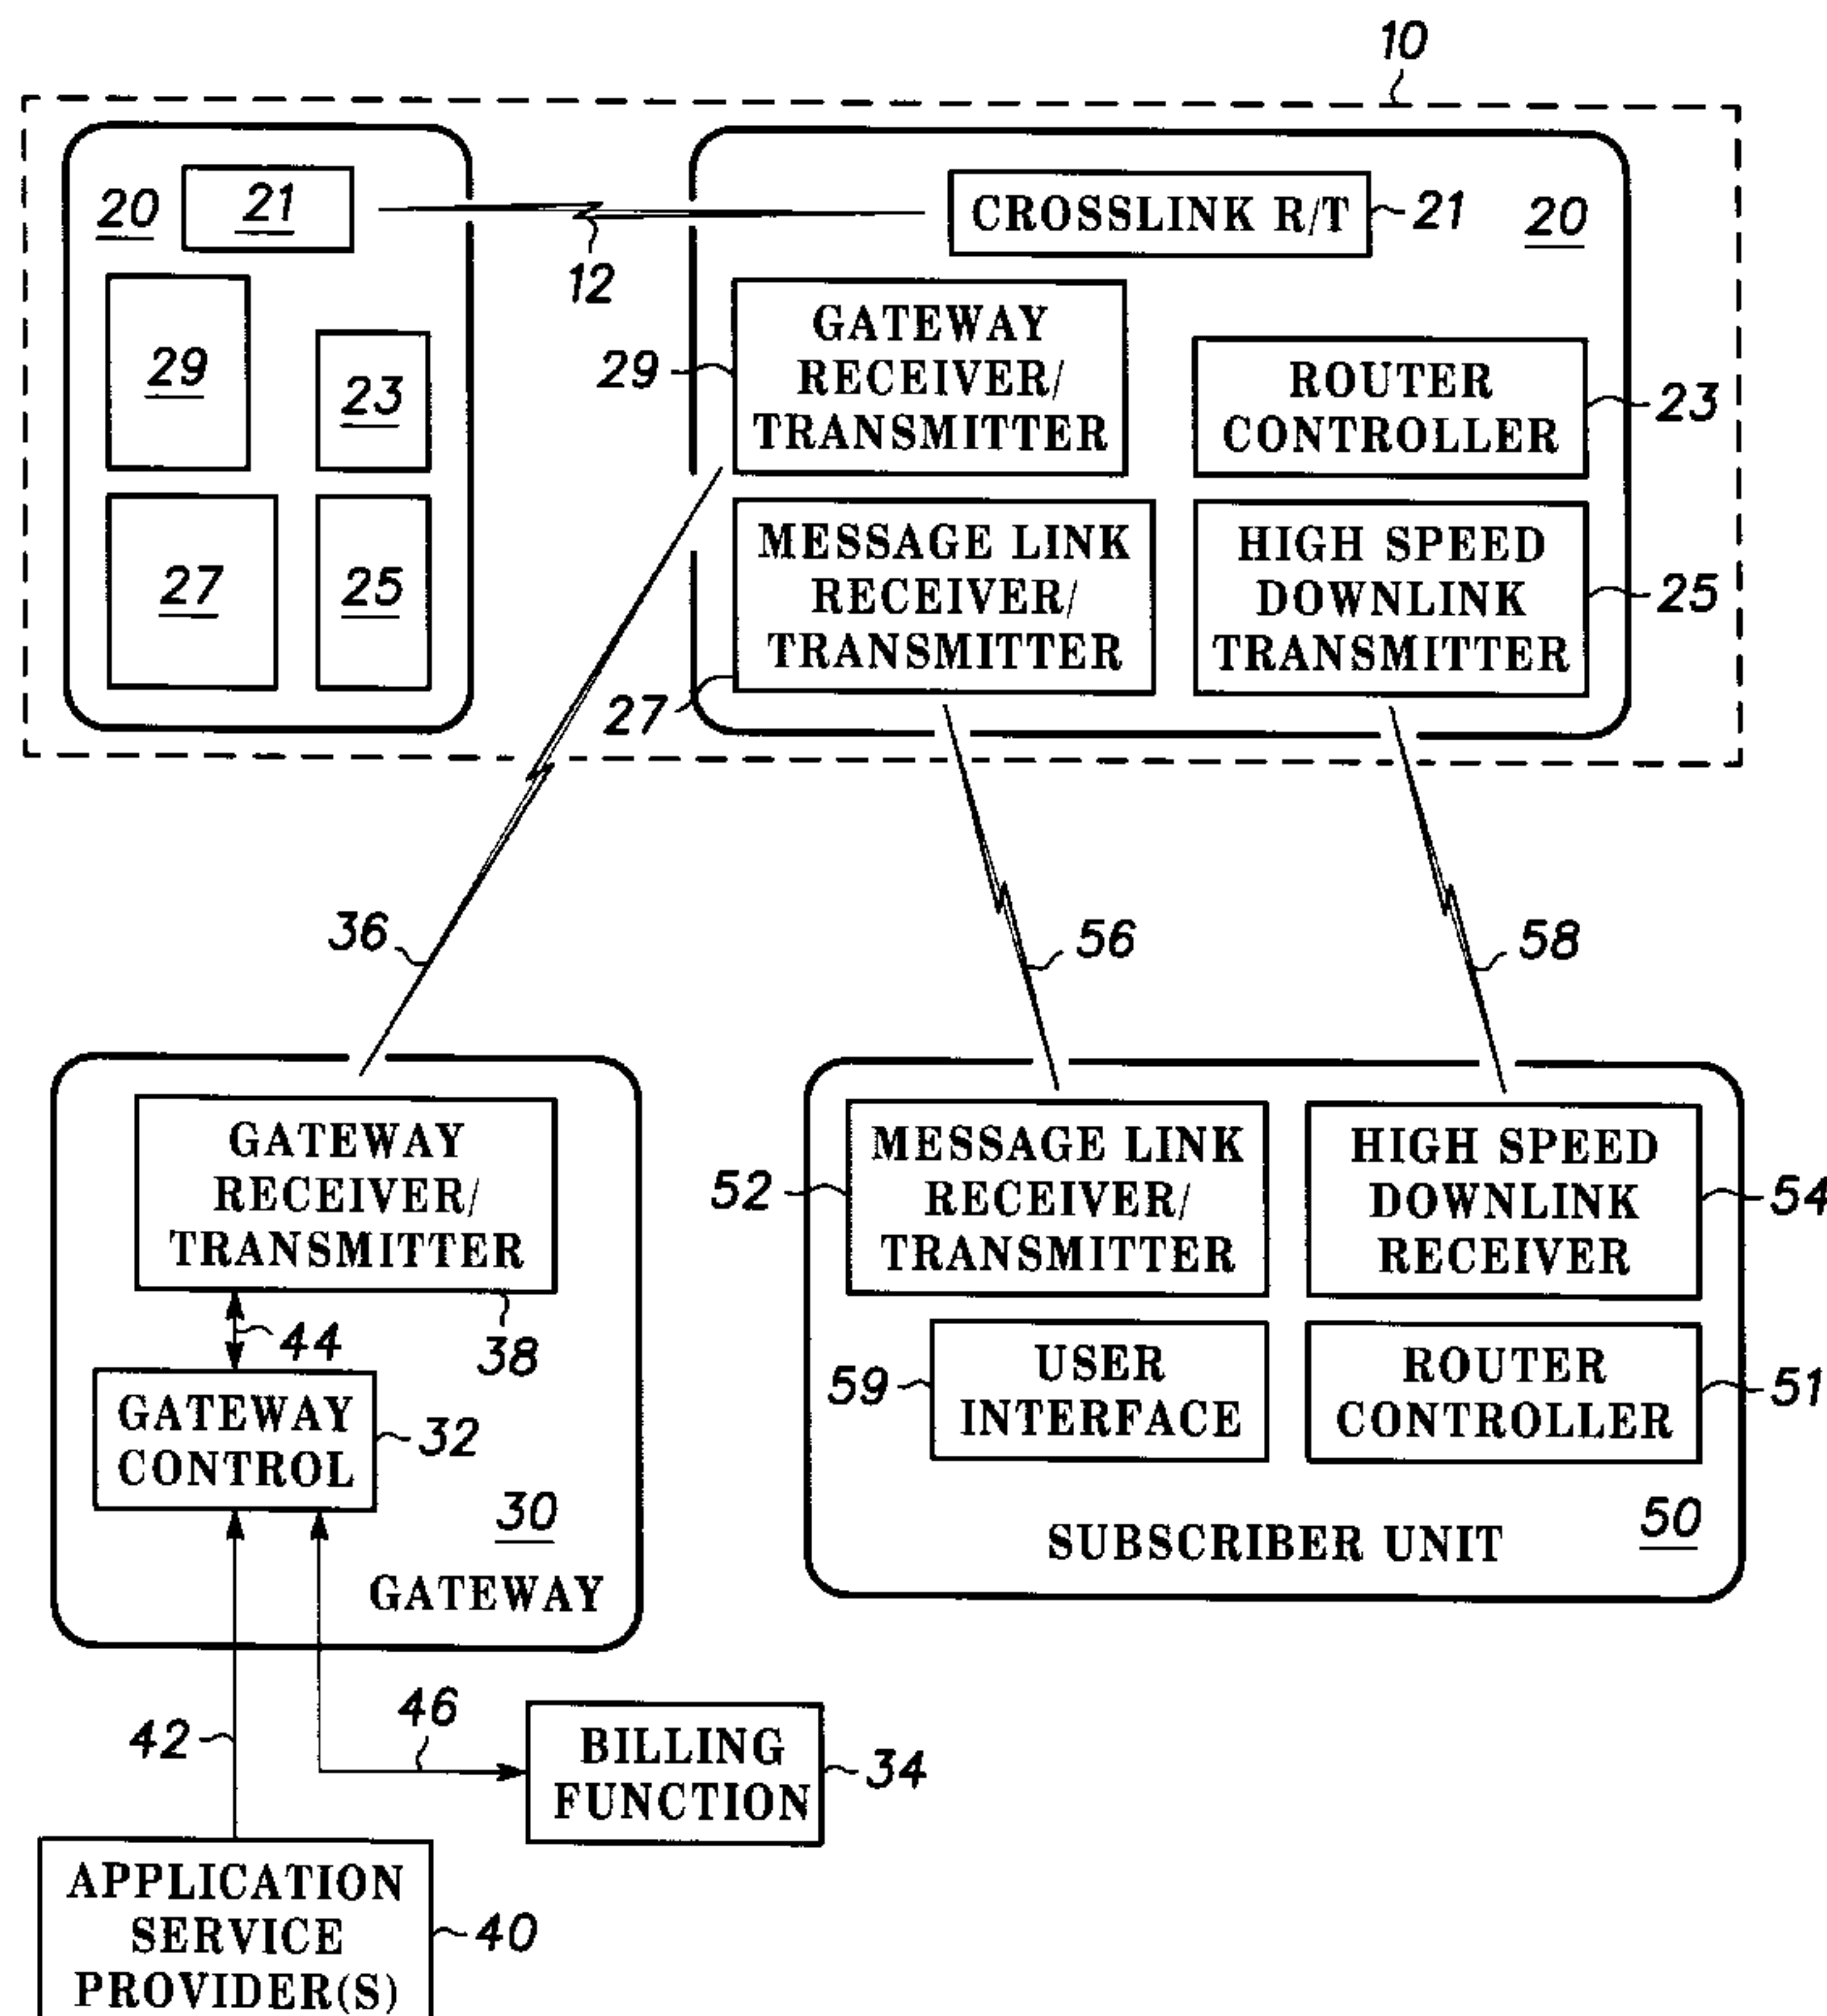 10
20
21
12
CROSSLINK R/T
21
20
29
23
27
25
29
GATEWAY
RECEIVER/
TRANSMITTER
ROUTER
CONTROLLER
23
27
MESSAGE LINK
RECEIVER/
TRANSMITTER
HIGH SPEED
DOWNLINK
TRANSMITTER
25
36
56
58
GATEWAY
RECEIVER/
TRANSMITTER
38
44
GATEWAY
CONTROL
32
30
GATEWAY
52
MESSAGE LINK
RECEIVER/
TRANSMITTER
HIGH SPEED
DOWNLINK
RECEIVER
54
59
USER
INTERFACE
ROUTER
CONTROLLER
51
SUBSCRIBER UNIT
50
42
46
BILLING
FUNCTION
34
APPLICATION
SERVICE
PROVIDER(S)
40